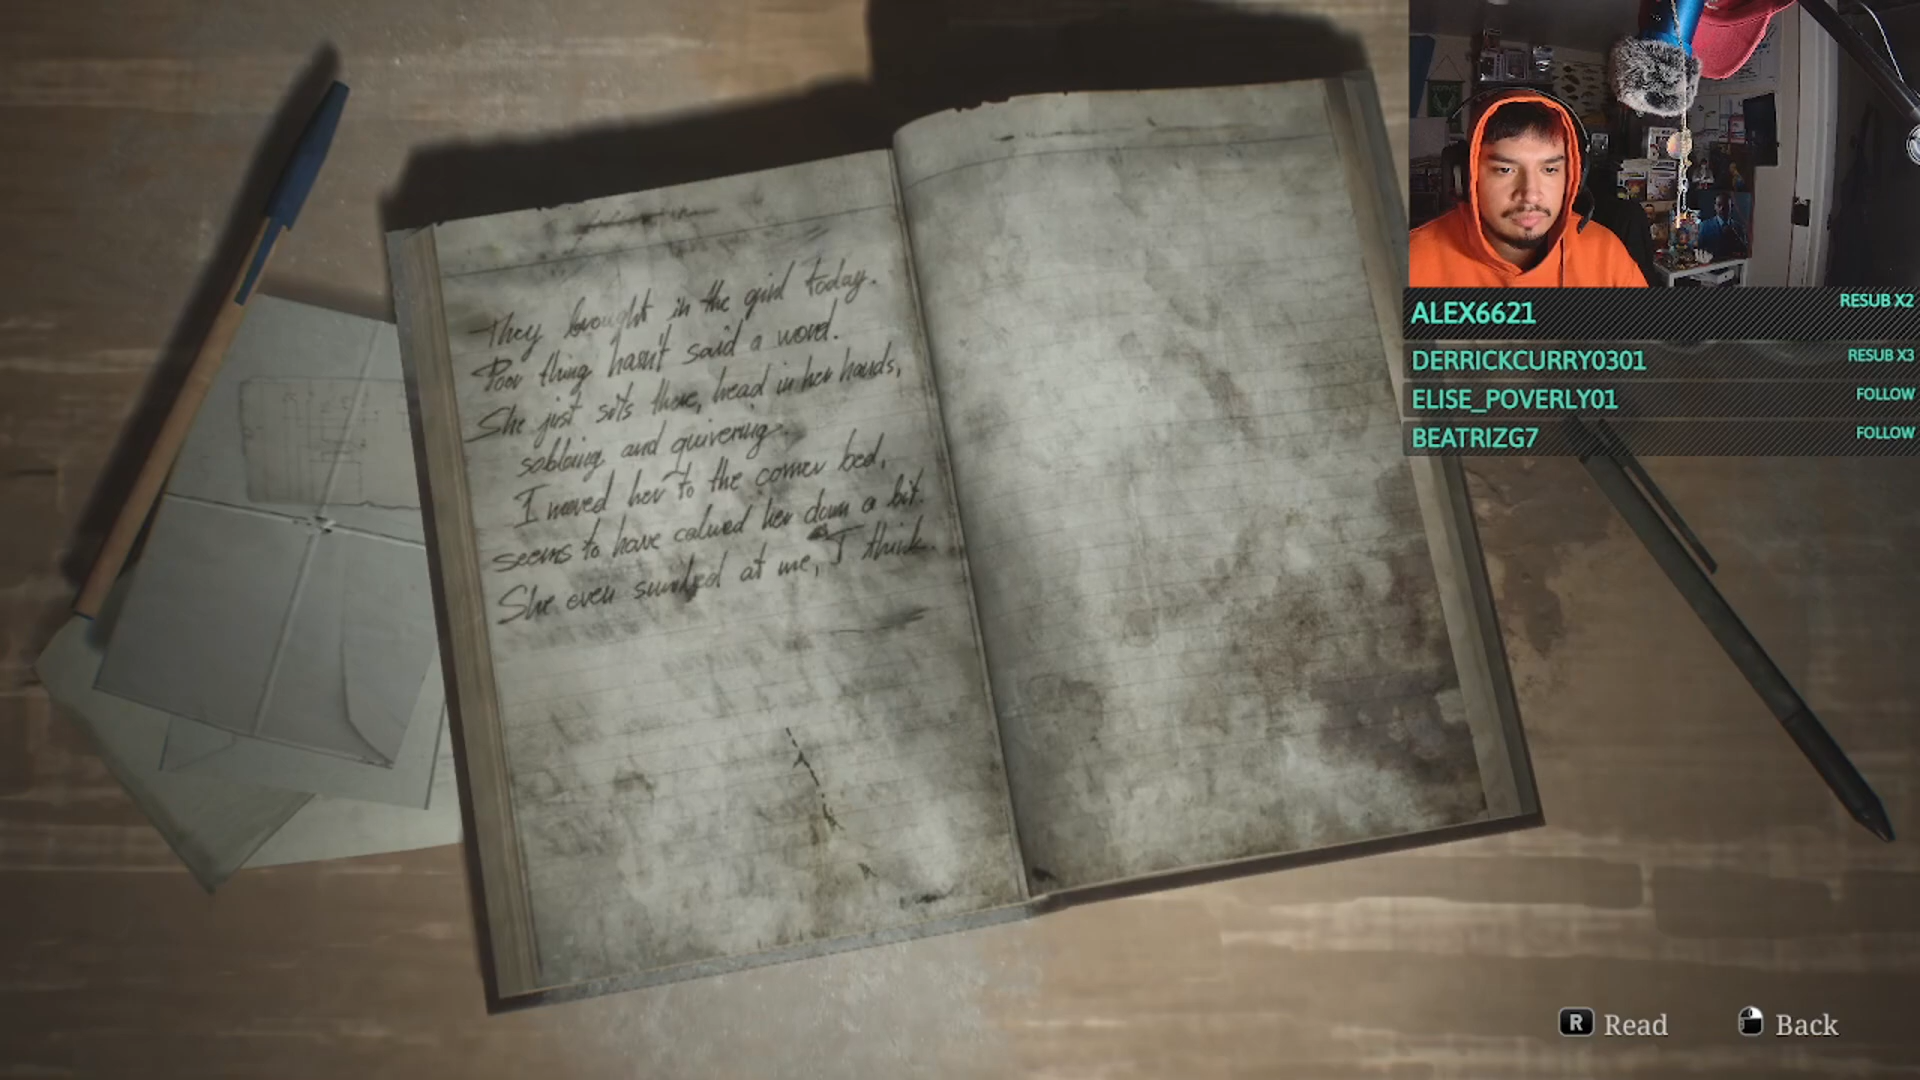 They brought in the girl today.
Poor thing hasn't said a word.
She just sits there, head in her hands,
sobbing and quivering.
I moved her to the corner bed,
seems to have calmed her down a bit.
She even smiled at me, I think.
ALEX6621 RESUB X2
DERRICKCURRY0301 RESUB X3
ELISE_POVERLY01 FOLLOW
BEATRIZG7 FOLLOW
R Read Back